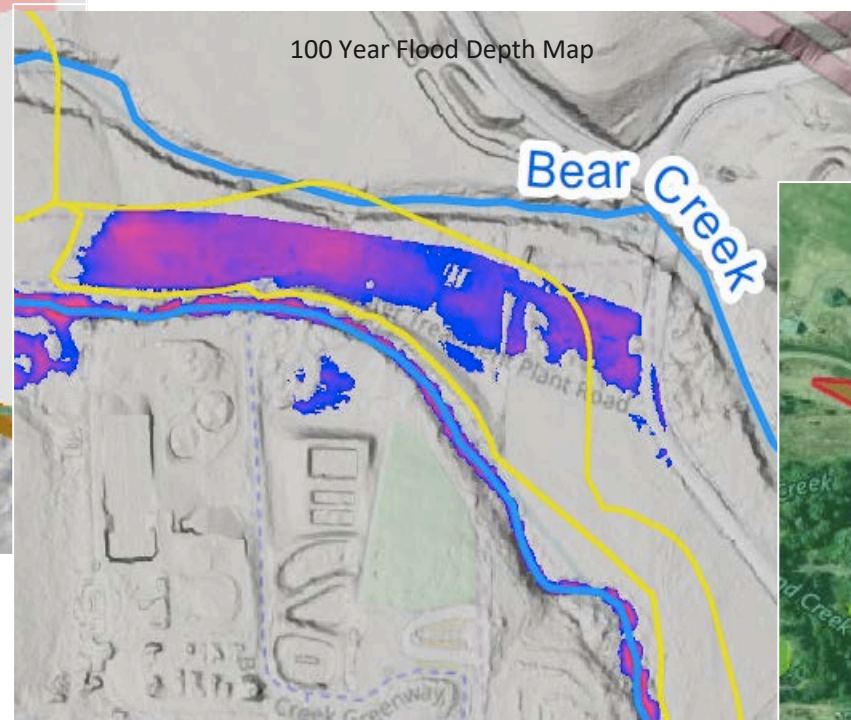 100 Year Flood Depth Map
Bear Creek
Plant Road
Creek Greenway
Creek
Creek